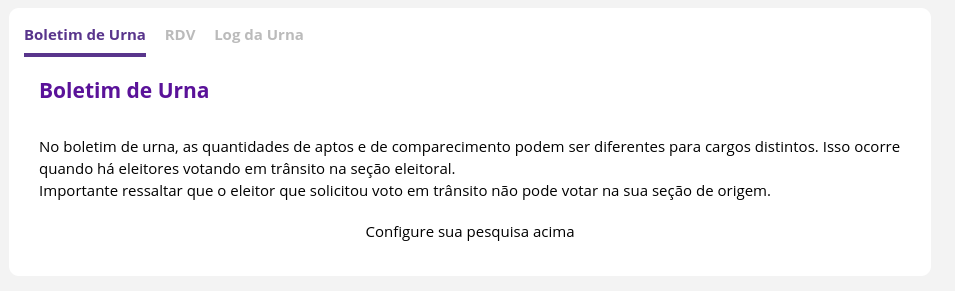 Boletim de Urna RDV Log da Urna
Boletim de Urna
No boletim de urna, as quantidades de aptos e de comparecimento podem ser diferentes para cargos distintos. Isso ocorre
quando há eleitores votando em trânsito na seção eleitoral.
Importante ressaltar que o eleitor que solicitou voto em trânsito não pode votar na sua seção de origem.
Configure sua pesquisa acima